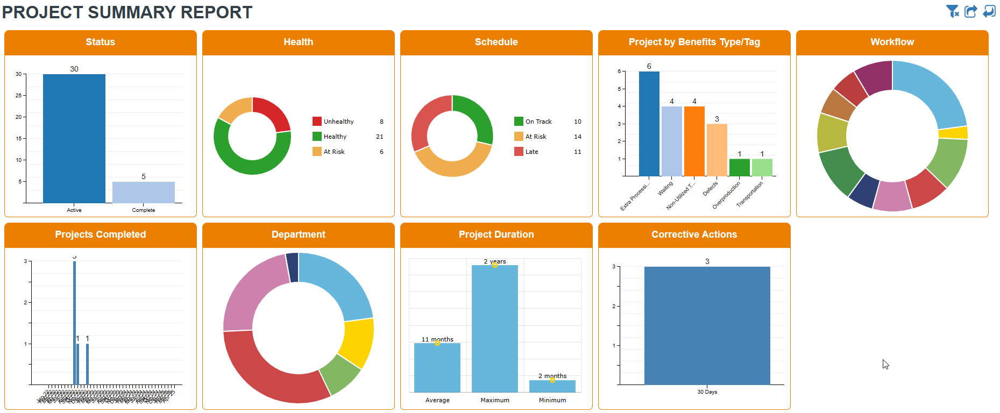 PROJECT SUMMARY REPORT
Status
30
30
25
20
15
10
5
5
Active
Complete
Health
Unhealthy 8
Healthy 21
At Risk 6
Schedule
On Track 10
At Risk 14
Late 11
Project by Benefits Type/Tag
6
6
5
4
3
2
1
4
4
3
1
1
Extra Processi...
Waiting
Non-Utilized T...
Defects
Overproduction
Transportation
Workflow
Projects Completed
3
2
1
1
1
Department
Project Duration
2 years
11 months
2 months
Average
Maximum
Minimum
Corrective Actions
3
3
2
1
30 Days